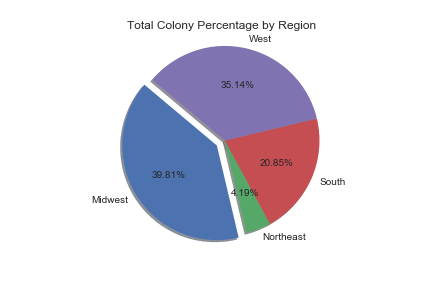 Total Colony Percentage by Region
West
35.14%
20.85%
39.81%
South
4.19%
Midwest
Northeast